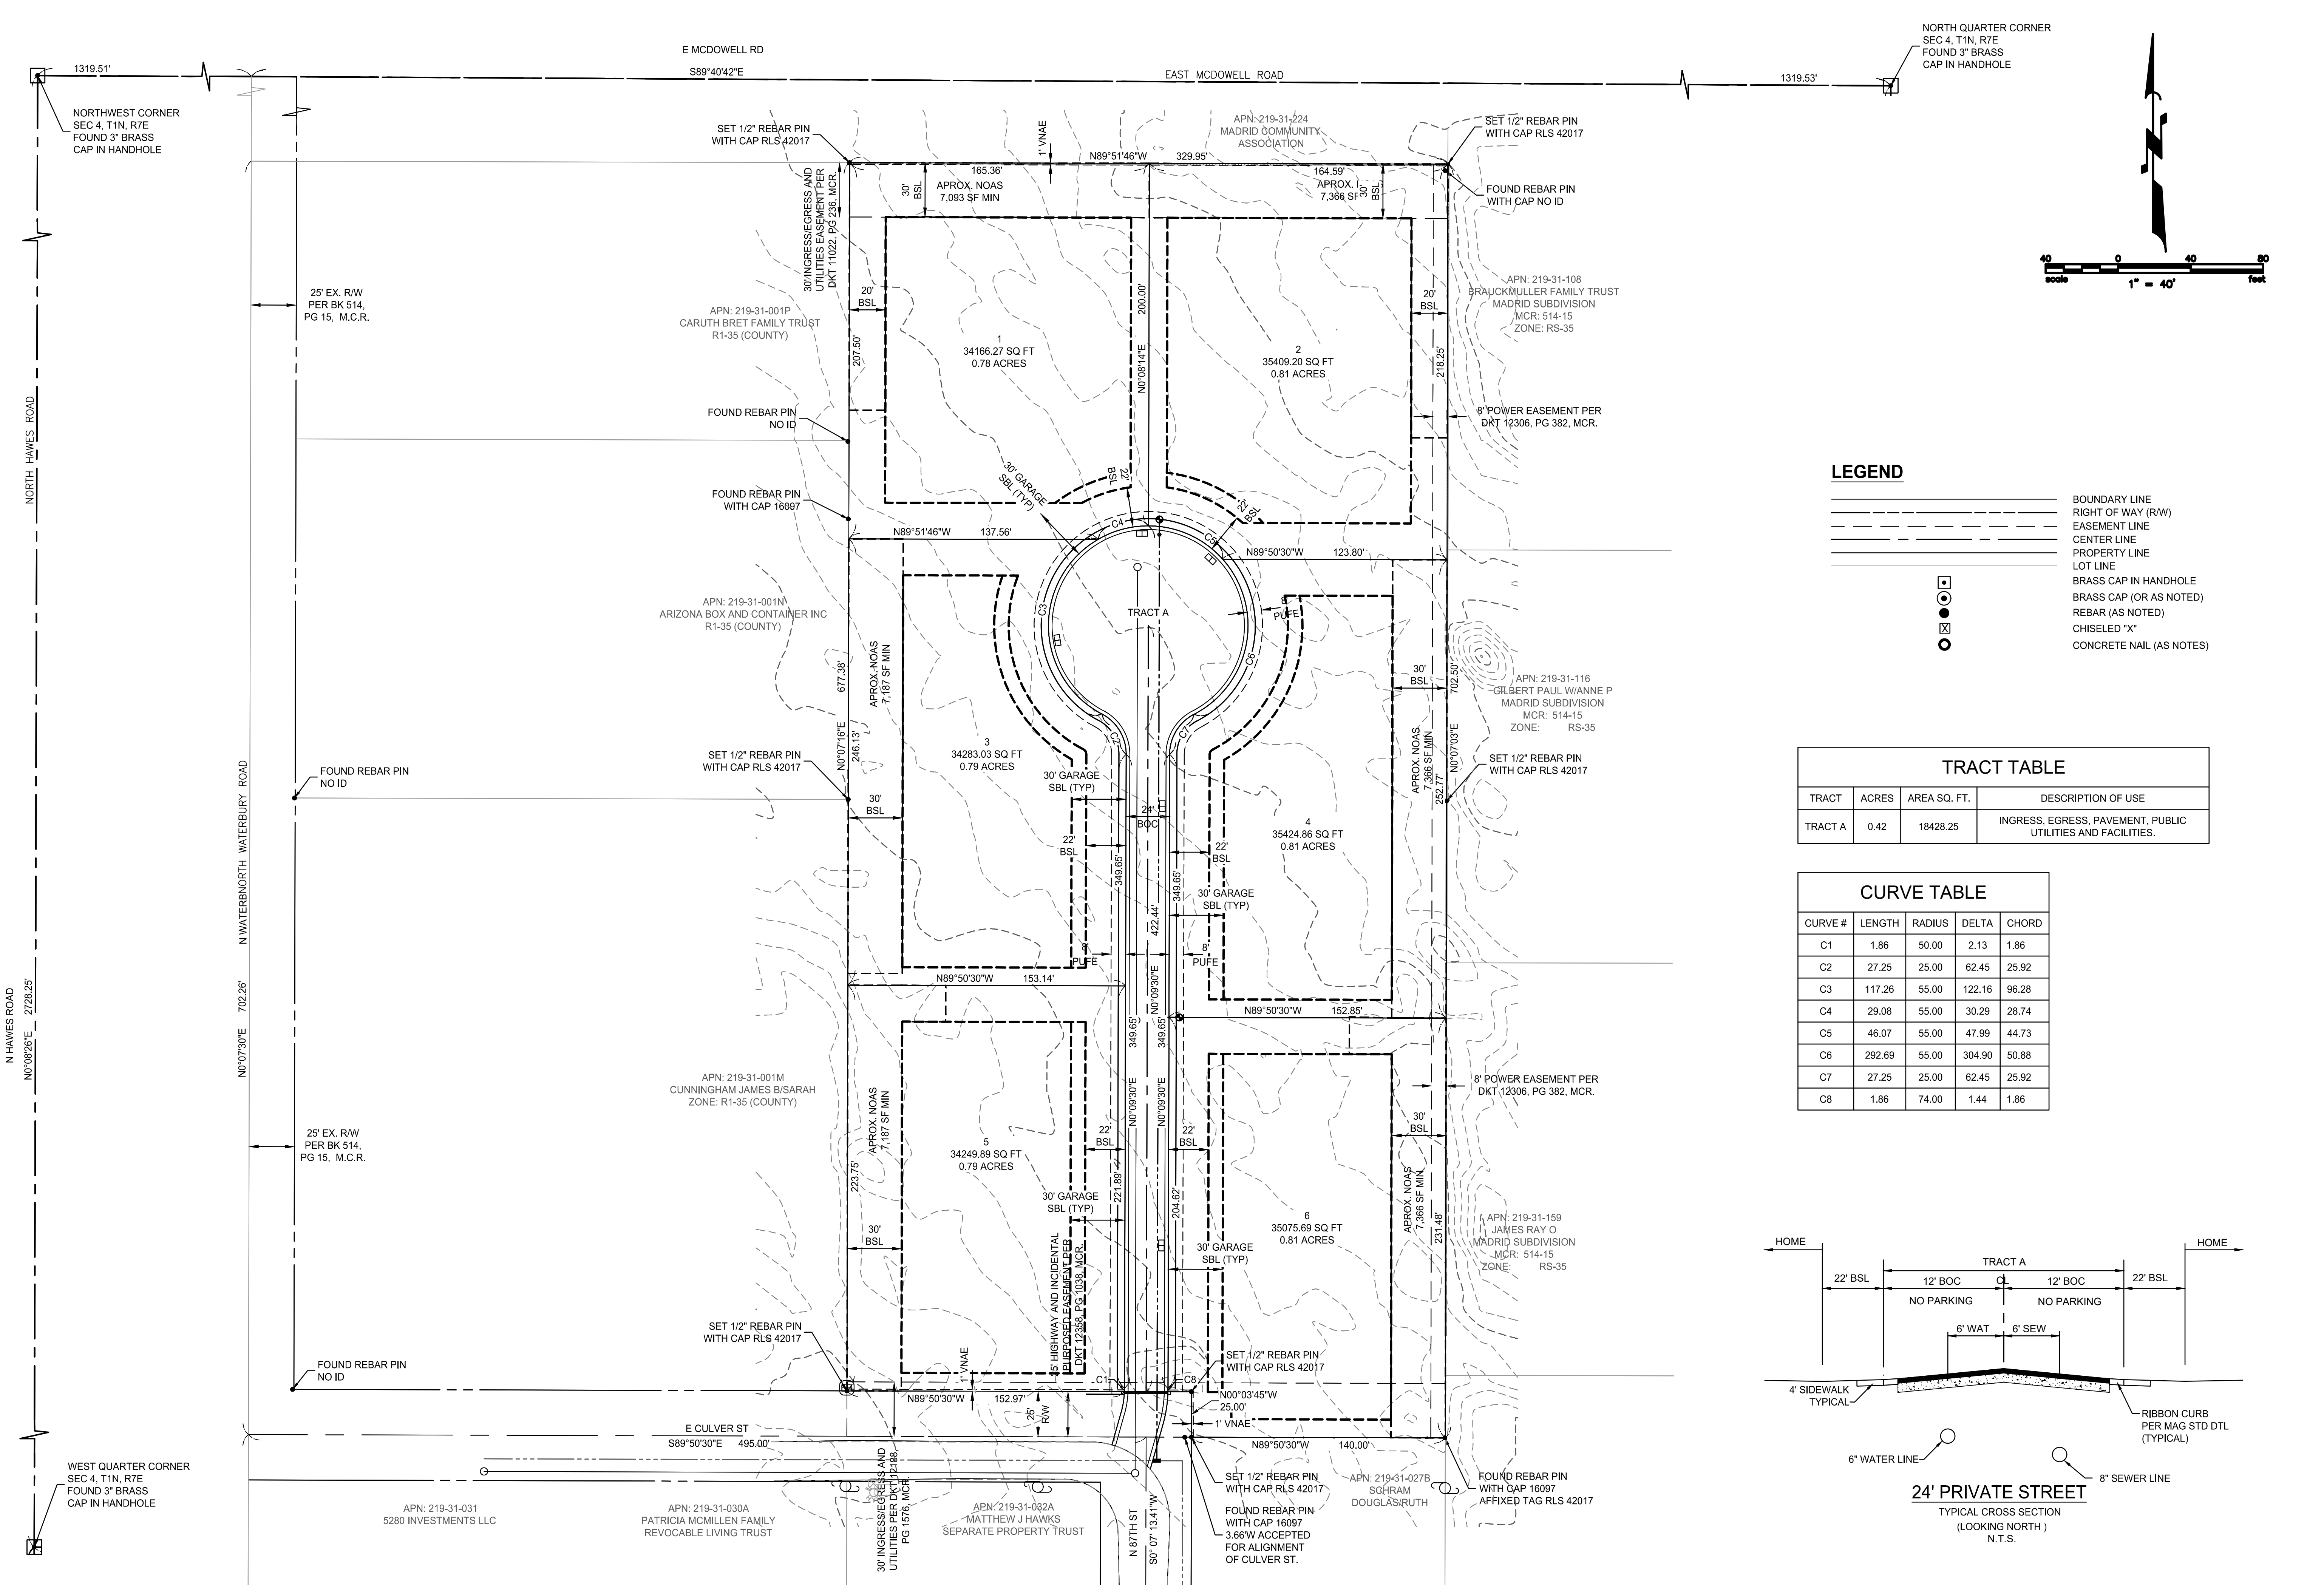 E MCDOWELL RD
1319.51'
S89°40'42"E
EAST MCDOWELL ROAD
1319.53'
NORTH QUARTER CORNER
SEC 4, T1N, R7E
FOUND 3" BRASS
CAP IN HANDHOLE
NORTHWEST CORNER
SEC 4, T1N, R7E
FOUND 3" BRASS
CAP IN HANDHOLE
SET 1/2" REBAR PIN
WITH CAP RLS 42017
1' VNAE
APN: 219-31-224
MADRID COMMUNITY
ASSOCIATION
SET 1/2" REBAR PIN
WITH CAP RLS 42017
N89°51'46"W 329.95'
165.36'
164.59'
30' INGRESS/EGRESS AND
UTILITIES EASEMENT PER
DKT 11022, PG 236, MCR.
30'
BSL
APROX. NOAS
7,093 SF MIN
APROX.
7,366 SF
30'
BSL
FOUND REBAR PIN
WITH CAP NO ID
40 0 40 80
scale 1" = 40' feet
25' EX. R/W
PER BK 514,
PG 15, M.C.R.
20'
BSL
200.00'
20'
BSL
APN: 219-31-108
BRAUCKMULLER FAMILY TRUST
MADRID SUBDIVISION
MCR: 514-15
ZONE: RS-35
APN: 219-31-001P
CARUTH BRET FAMILY TRUST
R1-35 (COUNTY)
207.50'
1
34166.27 SQ FT
0.78 ACRES
N0°08'14"E
2
35409.20 SQ FT
0.81 ACRES
218.25'
FOUND REBAR PIN
NO ID
8' POWER EASEMENT PER
DKT 12306, PG 382, MCR.
NORTH HAWES ROAD
FOUND REBAR PIN
WITH CAP 16097
30' GARAGE
SBL (TYP)
22'
BSL
22'
BSL
N89°51'46"W 137.56'
C4
C5
N89°50'30"W 123.80'
LEGEND
BOUNDARY LINE
RIGHT OF WAY (R/W)
EASEMENT LINE
CENTER LINE
PROPERTY LINE
LOT LINE
BRASS CAP IN HANDHOLE
BRASS CAP (OR AS NOTED)
REBAR (AS NOTED)
CHISELED "X"
CONCRETE NAIL (AS NOTES)
APN: 219-31-001N
ARIZONA BOX AND CONTAINER INC
R1-35 (COUNTY)
C3
TRACT A
8'
PUFE
C6
677.38'
N0°07'16"E
APROX. NOAS
7,187 SF MIN
246.13'
30'
BSL
702.50'
N0°07'03"E
APN: 219-31-116
GILBERT PAUL W/ANNE P
MADRID SUBDIVISION
MCR: 514-15
ZONE: RS-35
SET 1/2" REBAR PIN
WITH CAP RLS 42017
3
34283.03 SQ FT
0.79 ACRES
C2
C7
APROX. NOAS
7,366 SF MIN
252.77'
SET 1/2" REBAR PIN
WITH CAP RLS 42017
FOUND REBAR PIN
NO ID
30'
BSL
30' GARAGE
SBL (TYP)
24'
BOC
22'
BSL
22'
BSL
4
35424.86 SQ FT
0.81 ACRES
349.65'
349.65'
30' GARAGE
SBL (TYP)
422.44'
N0°09'30"E
8'
PUFE
8'
PUFE
N89°50'30"W 153.14'
N89°50'30"W 152.85'
TRACT TABLE
TRACT ACRES AREA SQ. FT. DESCRIPTION OF USE
TRACT A 0.42 18428.25 INGRESS, EGRESS, PAVEMENT, PUBLIC
UTILITIES AND FACILITIES.
CURVE TABLE
CURVE # LENGTH RADIUS DELTA CHORD
C1 1.86 50.00 2.13 1.86
C2 27.25 25.00 62.45 25.92
C3 117.26 55.00 122.16 96.28
C4 29.08 55.00 30.29 28.74
C5 46.07 55.00 47.99 44.73
C6 292.69 55.00 304.90 50.88
C7 27.25 25.00 62.45 25.92
C8 1.86 74.00 1.44 1.86
N HAWES ROAD
N0°08'26"E 2728.25'
N WATERBNORTH WATERBURY ROAD
N0°07'30"E 702.26'
349.65'
349.65'
N0°09'30"E
N0°09'30"E
APN: 219-31-001M
CUNNINGHAM JAMES B/SARAH
ZONE: R1-35 (COUNTY)
8' POWER EASEMENT PER
DKT 12306, PG 382, MCR.
25' EX. R/W
PER BK 514,
PG 15, M.C.R.
APROX. NOAS
7,187 SF MIN
223.75'
5
34249.89 SQ FT
0.79 ACRES
22'
BSL
22'
BSL
30'
BSL
221.89'
204.62'
30' GARAGE
SBL (TYP)
6
35075.69 SQ FT
0.81 ACRES
APROX. NOAS
7,366 SF MIN
231.48'
APN: 219-31-159
JAMES RAY O
MADRID SUBDIVISION
MCR: 514-15
ZONE: RS-35
30'
BSL
30' GARAGE
SBL (TYP)
HIGHWAY AND INCIDENTAL
PURPOSED EASEMENT PER
DKT 12358, PG 1038, MCR.
SET 1/2" REBAR PIN
WITH CAP RLS 42017
FOUND REBAR PIN
NO ID
1' VNAE
C1
C8
SET 1/2" REBAR PIN
WITH CAP RLS 42017
N00°03'45"W
25.00'
1' VNAE
N89°50'30"W 152.97'
25'
R/W
E CULVER ST
S89°50'30"E 495.00'
N89°50'30"W 140.00'
30' INGRESS/EGRESS AND
UTILITIES PER DKT 12188,
PG 1576, MCR.
SET 1/2" REBAR PIN
WITH CAP RLS 42017
FOUND REBAR PIN
WITH CAP 16097
3.66'W ACCEPTED
FOR ALIGNMENT
OF CULVER ST.
APN: 219-31-027B
SCHRAM
DOUGLAS/RUTH
FOUND REBAR PIN
WITH CAP 16097
AFFIXED TAG RLS 42017
WEST QUARTER CORNER
SEC 4, T1N, R7E
FOUND 3" BRASS
CAP IN HANDHOLE
APN: 219-31-031
5280 INVESTMENTS LLC
APN: 219-31-030A
PATRICIA MCMILLEN FAMILY
REVOCABLE LIVING TRUST
APN: 219-31-032A
MATTHEW J HAWKS
SEPARATE PROPERTY TRUST
N 87TH ST
S0° 07' 13.41"W
HOME
HOME
TRACT A
22' BSL
12' BOC
CL
12' BOC
22' BSL
NO PARKING
NO PARKING
6' WAT
6' SEW
4' SIDEWALK
TYPICAL
RIBBON CURB
PER MAG STD DTL
(TYPICAL)
6" WATER LINE
8" SEWER LINE
24' PRIVATE STREET
TYPICAL CROSS SECTION
(LOOKING NORTH )
N.T.S.